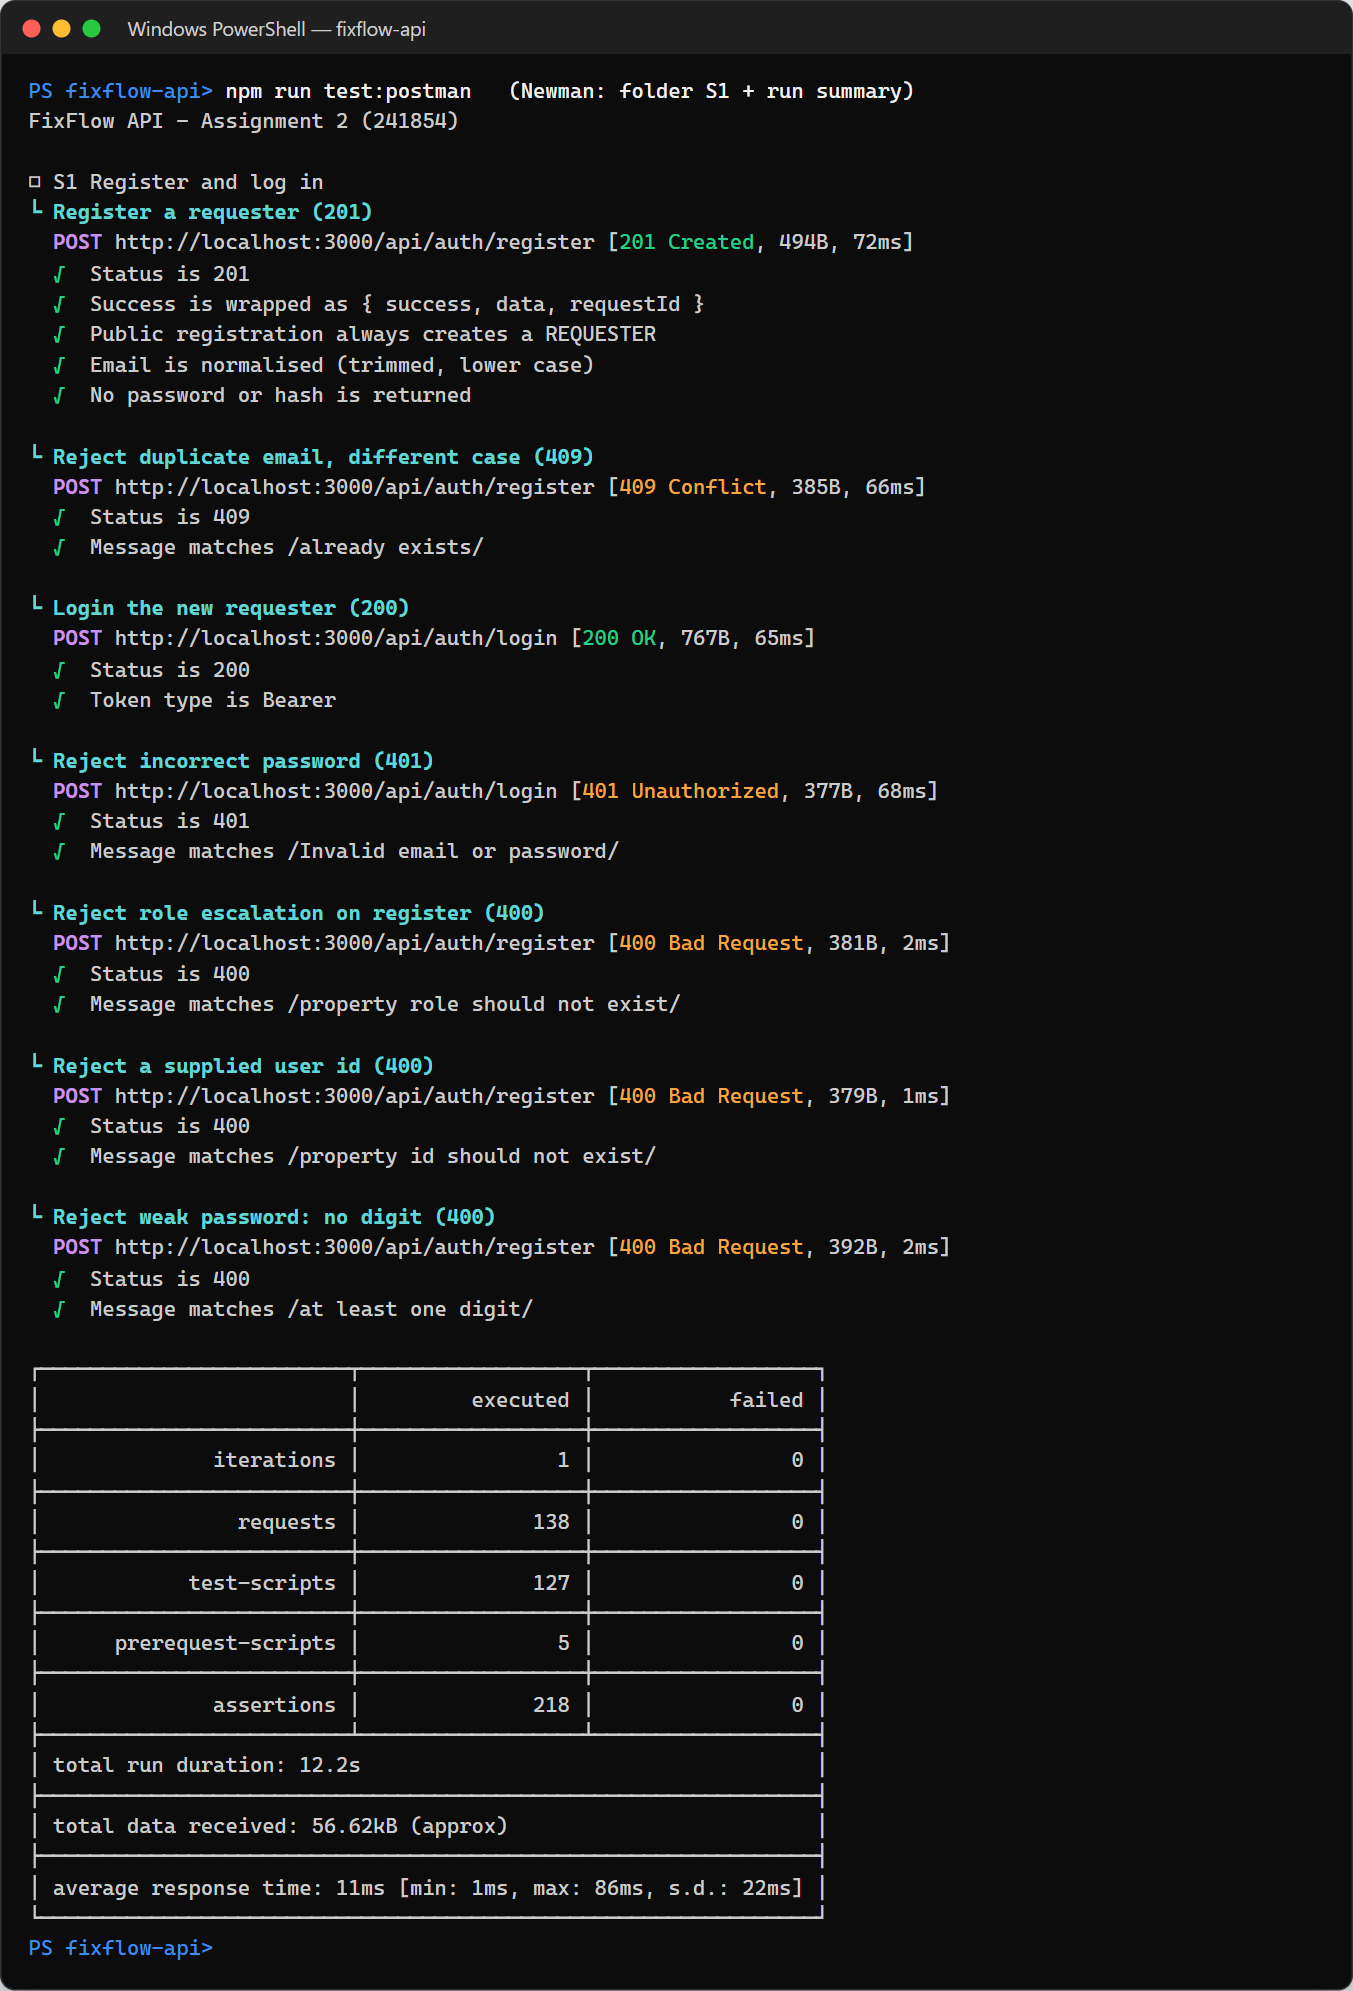 Windows PowerShell — fixflow-api
PS fixflow-api> npm run test:postman   (Newman: folder S1 + run summary)
FixFlow API - Assignment 2 (241854)
□ S1 Register and log in
└ Register a requester (201)
POST http://localhost:3000/api/auth/register [201 Created, 494B, 72ms]
√  Status is 201
√  Success is wrapped as { success, data, requestId }
√  Public registration always creates a REQUESTER
√  Email is normalised (trimmed, lower case)
√  No password or hash is returned
└ Reject duplicate email, different case (409)
POST http://localhost:3000/api/auth/register [409 Conflict, 385B, 66ms]
√  Status is 409
√  Message matches /already exists/
└ Login the new requester (200)
POST http://localhost:3000/api/auth/login [200 OK, 767B, 65ms]
√  Status is 200
√  Token type is Bearer
└ Reject incorrect password (401)
POST http://localhost:3000/api/auth/login [401 Unauthorized, 377B, 68ms]
√  Status is 401
√  Message matches /Invalid email or password/
└ Reject role escalation on register (400)
POST http://localhost:3000/api/auth/register [400 Bad Request, 381B, 2ms]
√  Status is 400
√  Message matches /property role should not exist/
└ Reject a supplied user id (400)
POST http://localhost:3000/api/auth/register [400 Bad Request, 379B, 1ms]
√  Status is 400
√  Message matches /property id should not exist/
└ Reject weak password: no digit (400)
POST http://localhost:3000/api/auth/register [400 Bad Request, 392B, 2ms]
√  Status is 400
√  Message matches /at least one digit/
executed failed
iterations 1 0
requests 138 0
test-scripts 127 0
prerequest-scripts 5 0
assertions 218 0
total run duration: 12.2s
total data received: 56.62kB (approx)
average response time: 11ms [min: 1ms, max: 86ms, s.d.: 22ms]
PS fixflow-api>